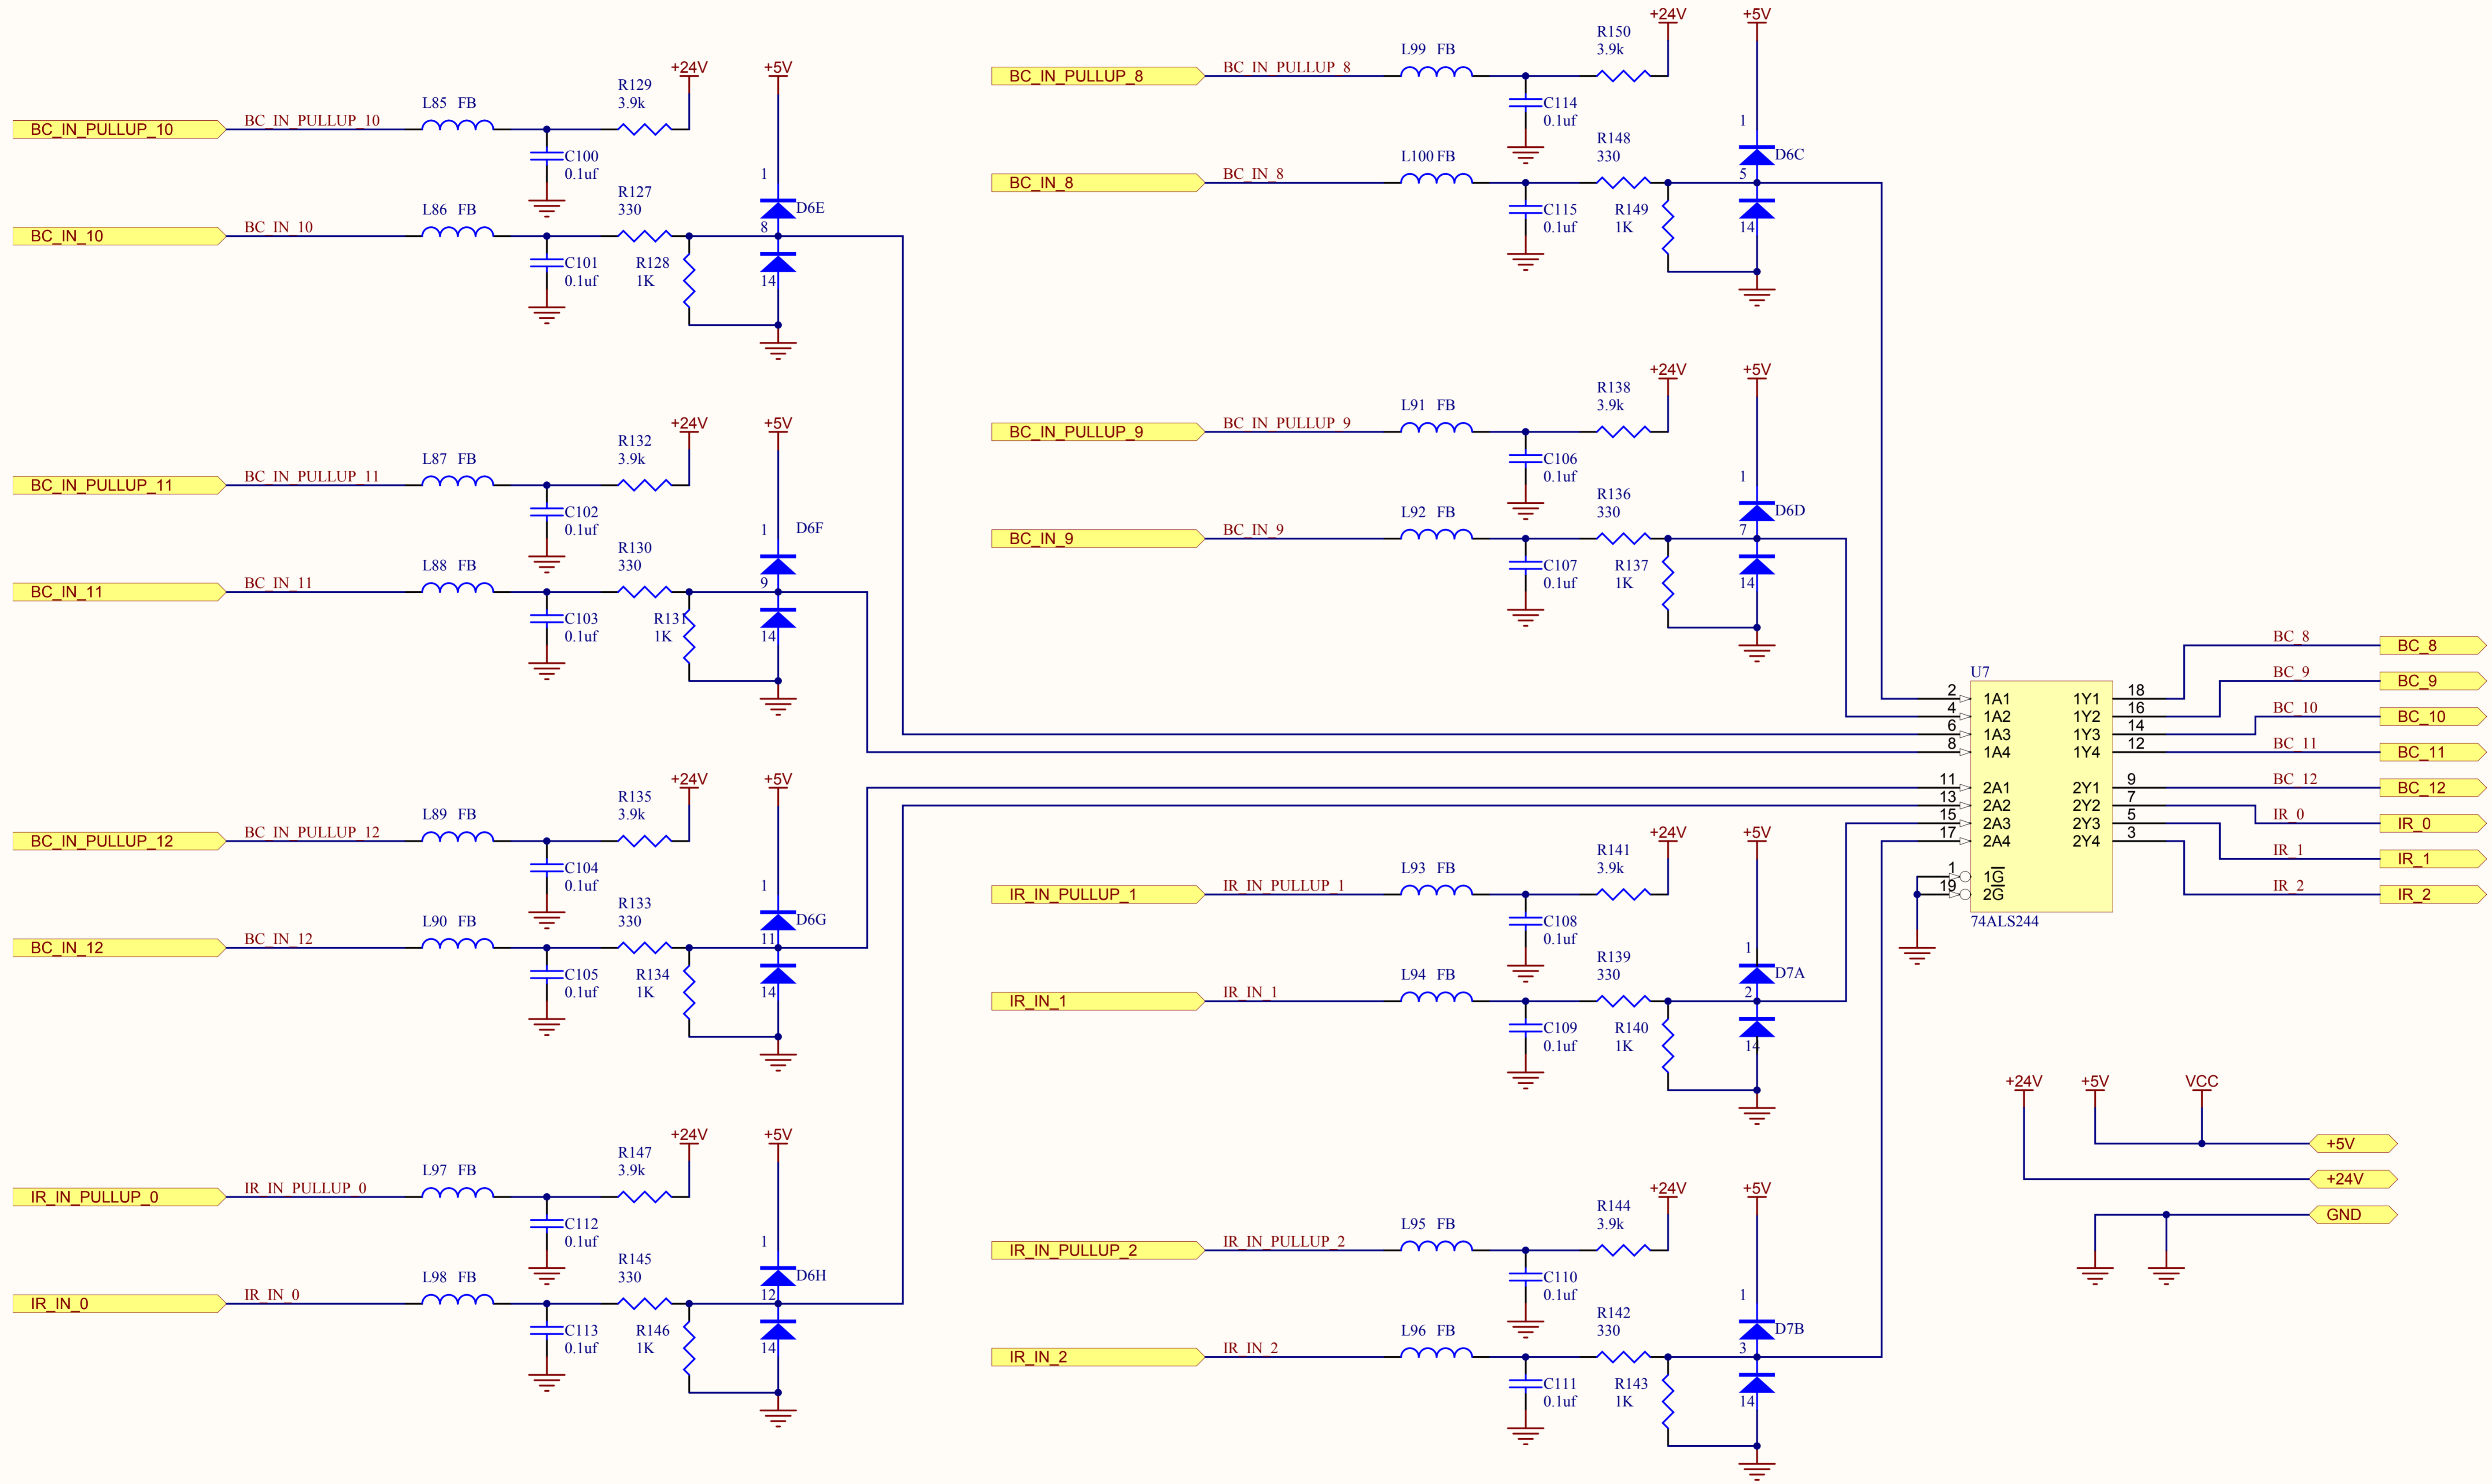 +24V
+5V
R129
3.9k
L85 FB
BC_IN_PULLUP_10
BC_IN_PULLUP_10
C100
0.1uf
1
R127
330
D6E
L86 FB
BC_IN_10
BC_IN_10
8
C101
0.1uf
R128
1K
14
+24V
+5V
R132
3.9k
L87 FB
BC_IN_PULLUP_11
BC_IN_PULLUP_11
C102
0.1uf
1
D6F
R130
330
L88 FB
BC_IN_11
BC_IN_11
9
C103
0.1uf
R131
1K
14
+24V
+5V
R135
3.9k
L89 FB
BC_IN_PULLUP_12
BC_IN_PULLUP_12
C104
0.1uf
1
R133
330
D6G
L90 FB
BC_IN_12
BC_IN_12
11
C105
0.1uf
R134
1K
14
+24V
+5V
R147
3.9k
L97 FB
IR_IN_PULLUP_0
IR_IN_PULLUP_0
C112
0.1uf
1
R145
330
D6H
L98 FB
IR_IN_0
IR_IN_0
12
C113
0.1uf
R146
1K
14
+24V
+5V
R150
3.9k
L99 FB
BC_IN_PULLUP_8
BC_IN_PULLUP_8
C114
0.1uf
1
R148
330
D6C
L100 FB
BC_IN_8
BC_IN_8
5
C115
0.1uf
R149
1K
14
+24V
+5V
R138
3.9k
L91 FB
BC_IN_PULLUP_9
BC_IN_PULLUP_9
C106
0.1uf
1
R136
330
D6D
L92 FB
BC_IN_9
BC_IN_9
7
C107
0.1uf
R137
1K
14
+24V
+5V
R141
3.9k
L93 FB
IR_IN_PULLUP_1
IR_IN_PULLUP_1
C108
0.1uf
1
R139
330
D7A
L94 FB
IR_IN_1
IR_IN_1
2
C109
0.1uf
R140
1K
14
+24V
+5V
R144
3.9k
L95 FB
IR_IN_PULLUP_2
IR_IN_PULLUP_2
C110
0.1uf
1
R142
330
D7B
L96 FB
IR_IN_2
IR_IN_2
3
C111
0.1uf
R143
1K
14
U7
2 1A1 1Y1 18
4 1A2 1Y2 16
6 1A3 1Y3 14
8 1A4 1Y4 12
11 2A1 2Y1 9
13 2A2 2Y2 7
15 2A3 2Y3 5
17 2A4 2Y4 3
1 1G
19 2G
74ALS244
BC_8 BC_8
BC_9 BC_9
BC_10 BC_10
BC_11 BC_11
BC_12 BC_12
IR_0 IR_0
IR_1 IR_1
IR_2 IR_2
+24V +5V VCC
+5V
+24V
GND